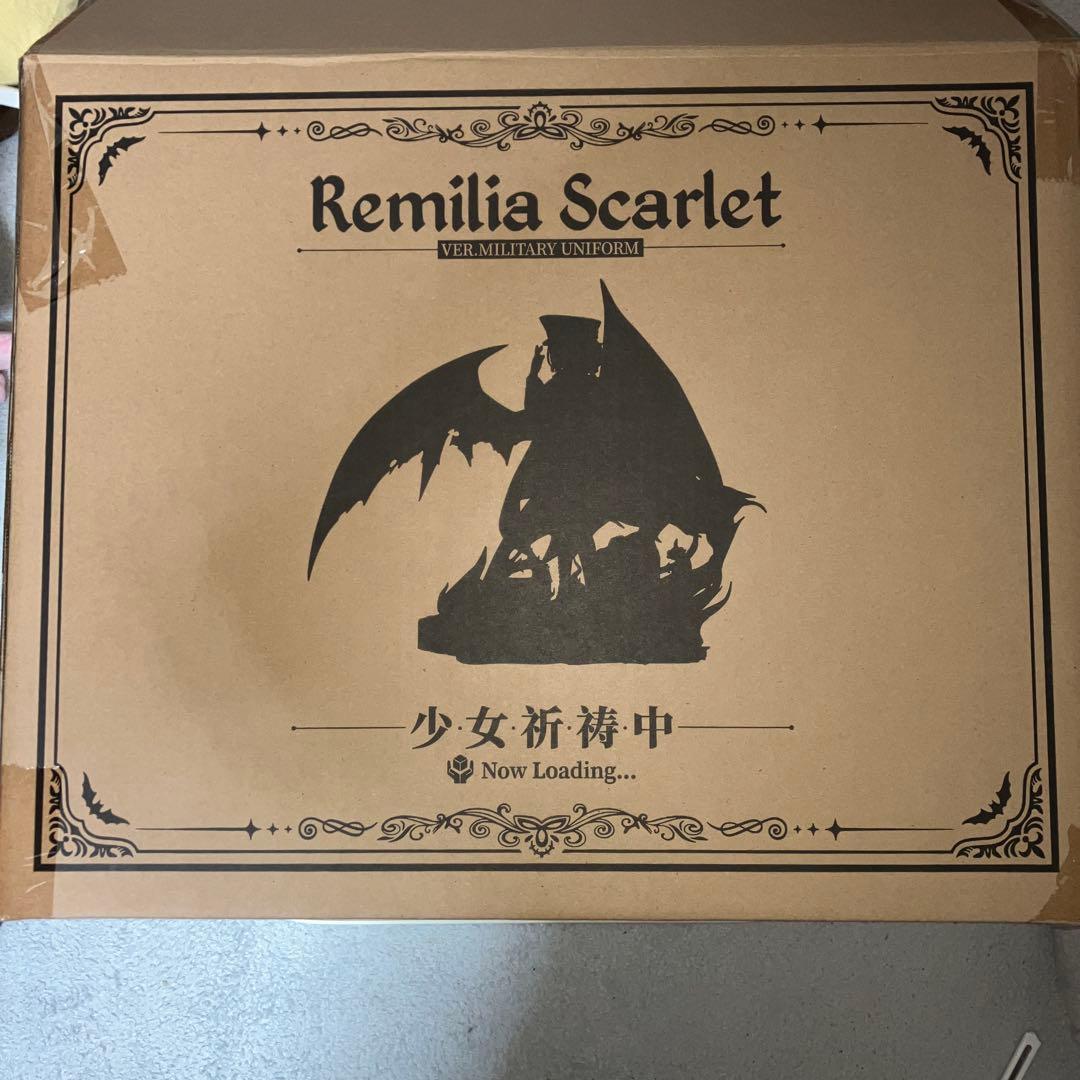 Remilia Scarlet
VER.MILITARY UNIFORM
少·女·祈·祷·中
Now Loading...